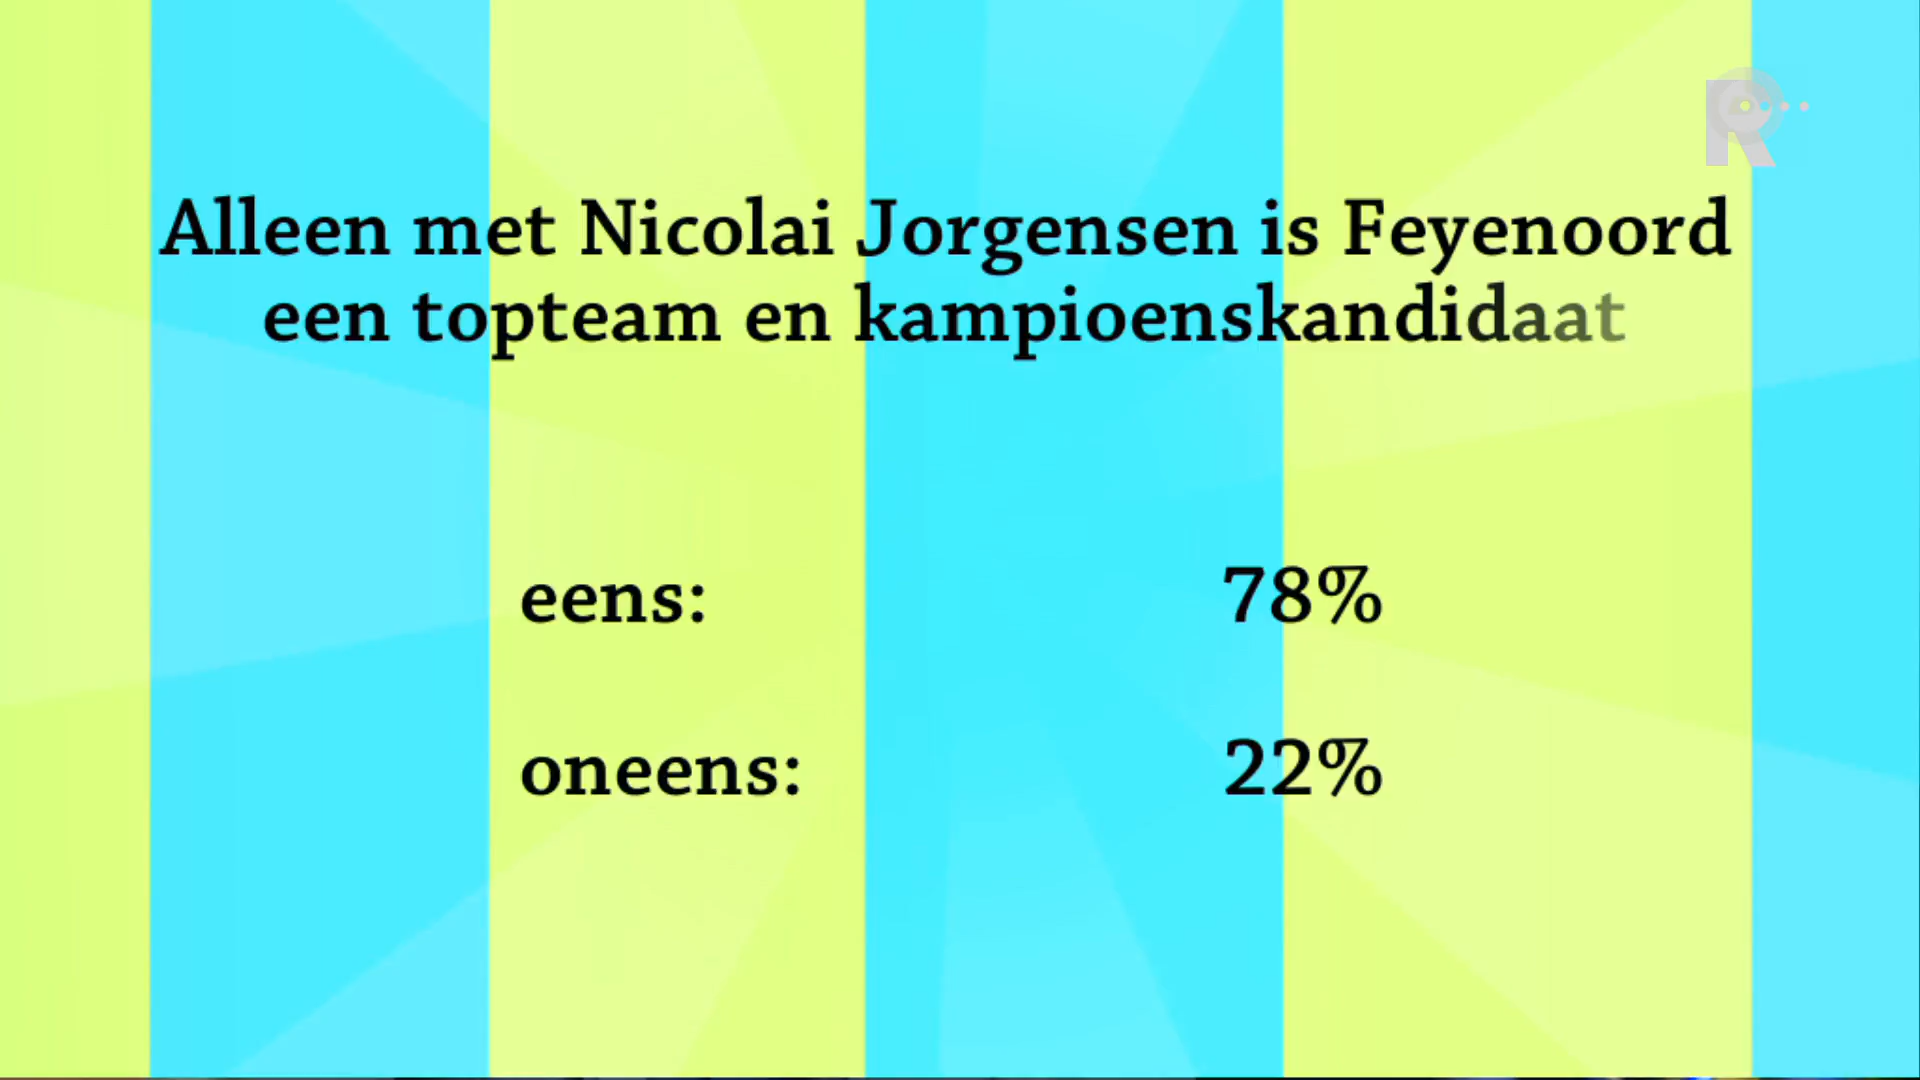 R
Alleen met Nicolai Jorgensen is Feyenoord
een topteam en kampioenskandidaat
eens: 78%
oneens: 22%